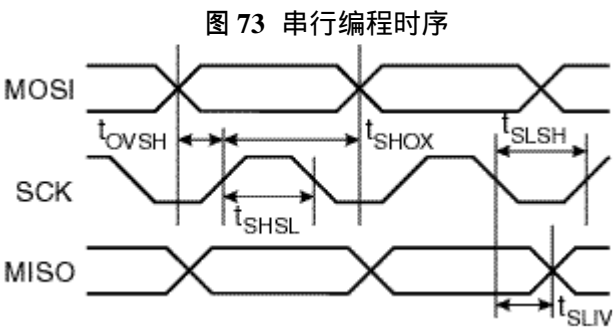 图 73 串行编程时序
MOSI
tOVSH
tSHOX
tSLSH
SCK
tSHSL
MISO
tSLIV